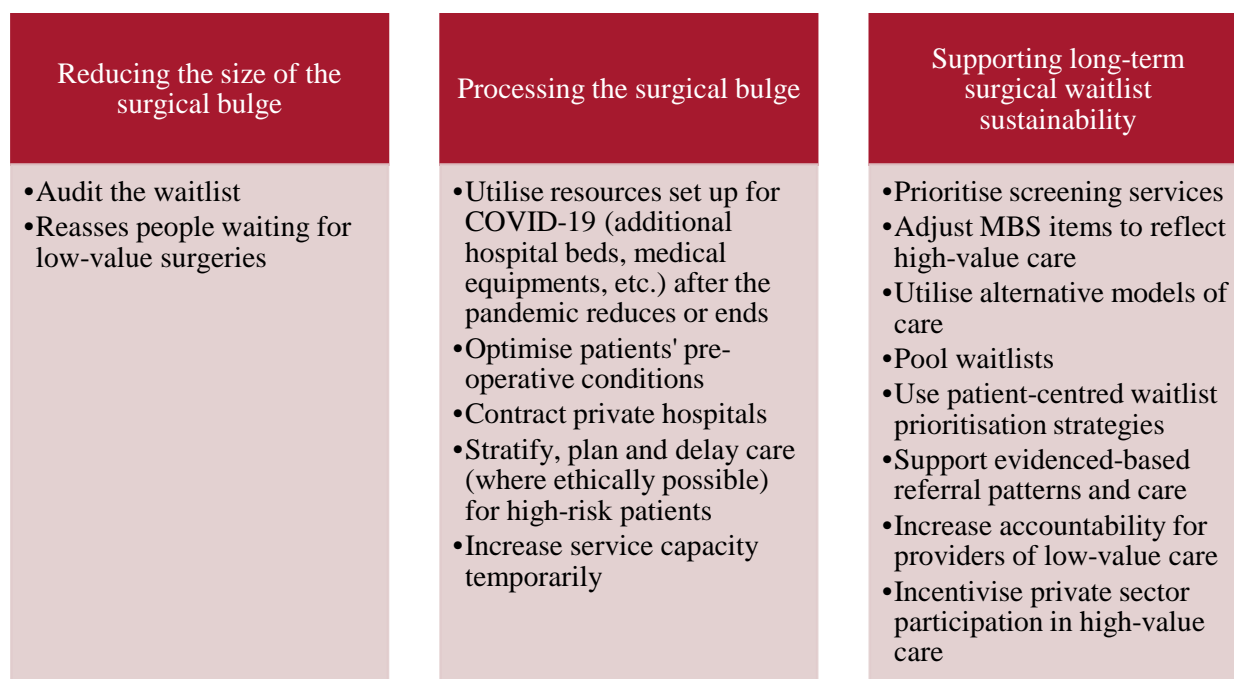 Reducing the size of the
surgical bulge
•Audit the waitlist
•Reasses people waiting for
low-value surgeries
Processing the surgical bulge
•Utilise resources set up for
COVID-19 (additional
hospital beds, medical
equipments, etc.) after the
pandemic reduces or ends
•Optimise patients' pre-
operative conditions
•Contract private hospitals
•Stratify, plan and delay care
(where ethically possible)
for high-risk patients
•Increase service capacity
temporarily
Supporting long-term
surgical waitlist
sustainability
•Prioritise screening services
•Adjust MBS items to reflect
high-value care
•Utilise alternative models of
care
•Pool waitlists
•Use patient-centred waitlist
prioritisation strategies
•Support evidenced-based
referral patterns and care
•Increase accountability for
providers of low-value care
•Incentivise private sector
participation in high-value
care